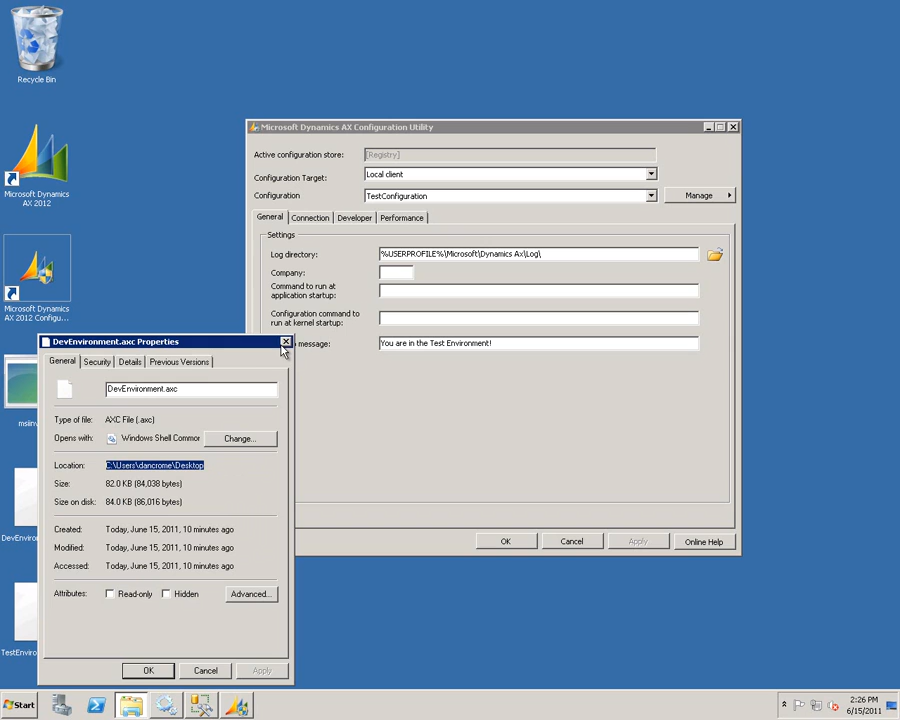 Recycle Bin
Microsoft Dynamics
AX 2012
Microsoft Dynamics
AX 2012 Configu...
msiinv
DevEnviron
TestEnviro
Microsoft Dynamics AX Configuration Utility
Active configuration store:
[Registry]
Configuration Target:
Local client
Configuration
TestConfiguration
Manage
General
Connection
Developer
Performance
Settings
Log directory:
%USERPROFILE%\Microsoft\Dynamics Ax\Log\
Company:
Command to run at
application startup:
Configuration command to
run at kernel startup:
message:
You are in the Test Environment!
OK
Cancel
Apply
Online Help
DevEnvironment.axc Properties
General
Security
Details
Previous Versions
DevEnvironment.axc
Type of file:
AXC File (.axc)
Opens with:
Windows Shell Commor
Change...
Location:
C:\Users\dancrome\Desktop
Size:
82.0 KB (84,038 bytes)
Size on disk:
84.0 KB (86,016 bytes)
Created:
Today, June 15, 2011, 10 minutes ago
Modified:
Today, June 15, 2011, 10 minutes ago
Accessed:
Today, June 15, 2011, 10 minutes ago
Attributes:
Read-only
Hidden
Advanced...
OK
Cancel
Apply
Start
2:26 PM
6/15/2011